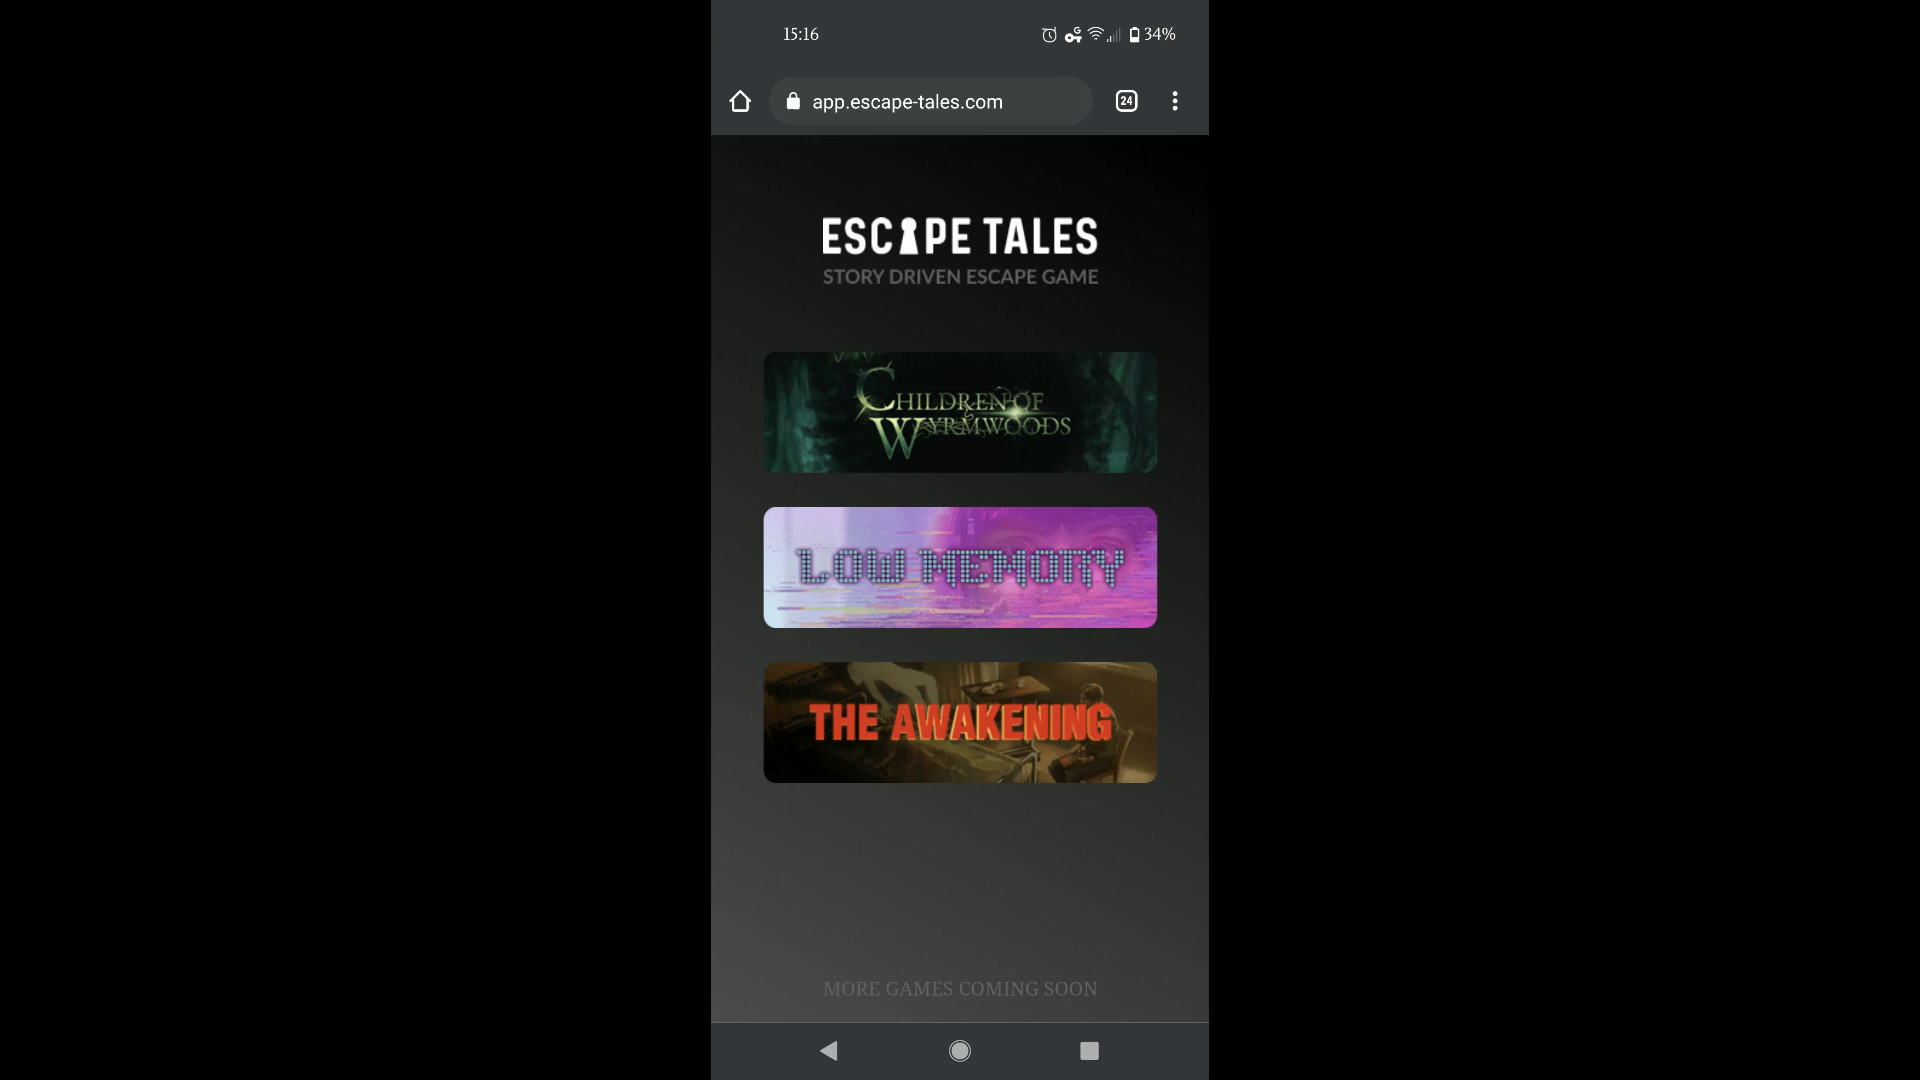 15:16
34%
app.escape-tales.com
24
ESCAPE TALES
STORY DRIVEN ESCAPE GAME
CHILDREN OF
WYRMWOODS
LOW MEMORY
THE AWAKENING
MORE GAMES COMING SOON